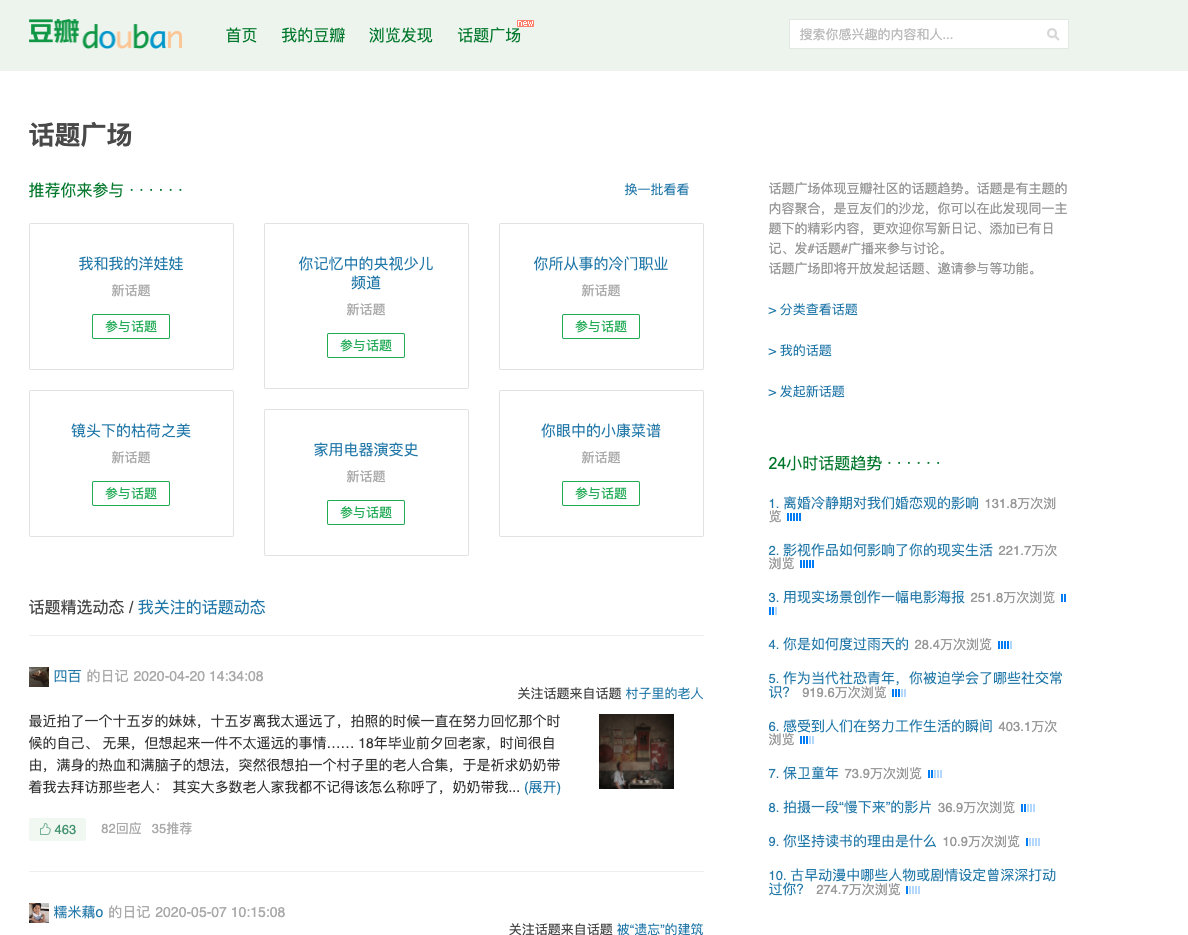 豆瓣douban
首页 我的豆瓣 浏览发现 话题广场 new
搜索你感兴趣的内容和人...
话题广场
推荐你来参与 · · · · · ·
换一批看看
我和我的洋娃娃
新话题
参与话题
你记忆中的央视少儿
频道
新话题
参与话题
你所从事的冷门职业
新话题
参与话题
镜头下的枯荷之美
新话题
参与话题
家用电器演变史
新话题
参与话题
你眼中的小康菜谱
新话题
参与话题
话题精选动态 / 我关注的话题动态
四百 的日记 2020-04-20 14:34:08
关注话题来自话题 村子里的老人
最近拍了一个十五岁的妹妹，十五岁离我太遥远了，拍照的时候一直在努力回忆那个时
候的自己、 无果，但想起来一件不太遥远的事情…… 18年毕业前夕回老家，时间很自
由，满身的热血和满脑子的想法，突然很想拍一个村子里的老人合集，于是祈求奶奶带
着我去拜访那些老人： 其实大多数老人家我都不记得该怎么称呼了，奶奶带我... (展开)
463 82回应 35推荐
糯米藕o 的日记 2020-05-07 10:15:08
关注话题来自话题 被“遗忘”的建筑
话题广场体现豆瓣社区的话题趋势。话题是有主题的
内容聚合，是豆友们的沙龙，你可以在此发现同一主
题下的精彩内容，更欢迎你写新日记、添加已有日
记、发#话题#广播来参与讨论。
话题广场即将开放发起话题、邀请参与等功能。
> 分类查看话题
> 我的话题
> 发起新话题
24小时话题趋势 · · · · · ·
1. 离婚冷静期对我们婚恋观的影响 131.8万次浏
览
2. 影视作品如何影响了你的现实生活 221.7万次
浏览
3. 用现实场景创作一幅电影海报 251.8万次浏览
4. 你是如何度过雨天的 28.4万次浏览
5. 作为当代社恐青年，你被迫学会了哪些社交常
识？ 919.6万次浏览
6. 感受到人们在努力工作生活的瞬间 403.1万次
浏览
7. 保卫童年 73.9万次浏览
8. 拍摄一段“慢下来”的影片 36.9万次浏览
9. 你坚持读书的理由是什么 10.9万次浏览
10. 古早动漫中哪些人物或剧情设定曾深深打动
过你？ 274.7万次浏览